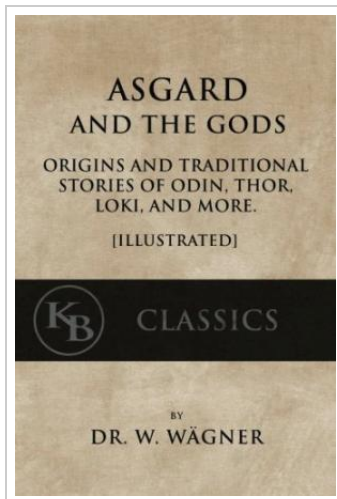 ASGARD
AND THE GODS
ORIGINS AND TRADITIONAL
STORIES OF ODIN, THOR,
LOKI, AND MORE.
[ILLUSTRATED]
KB CLASSICS
BY
DR. W. WÄGNER